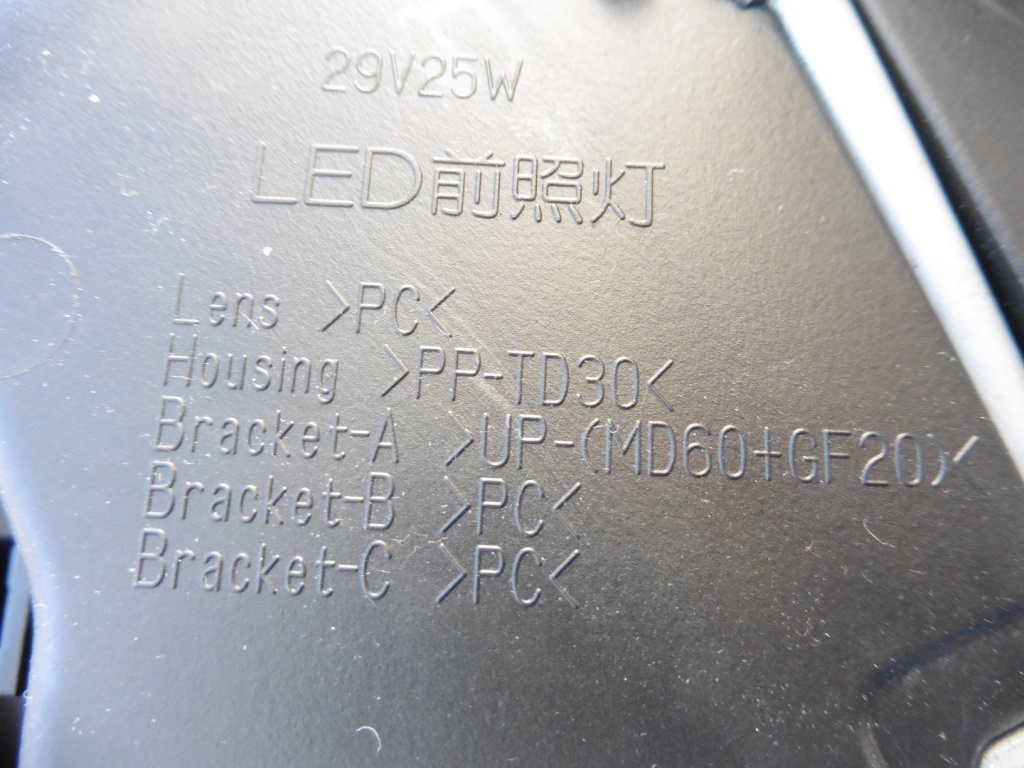 29V25W
LED前照灯
Lens >PC<
Housing >PP-TD30<
Bracket-A >UP-(MD60+GF20)<
Bracket-B >PC<
Bracket-C >PC<